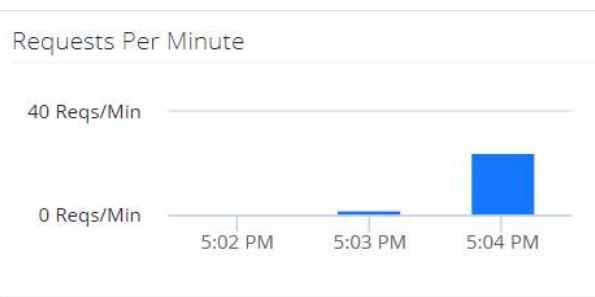 Requests Per Minute
40 Reqs/Min
0 Reqs/Min
5:02 PM 5:03 PM 5:04 PM